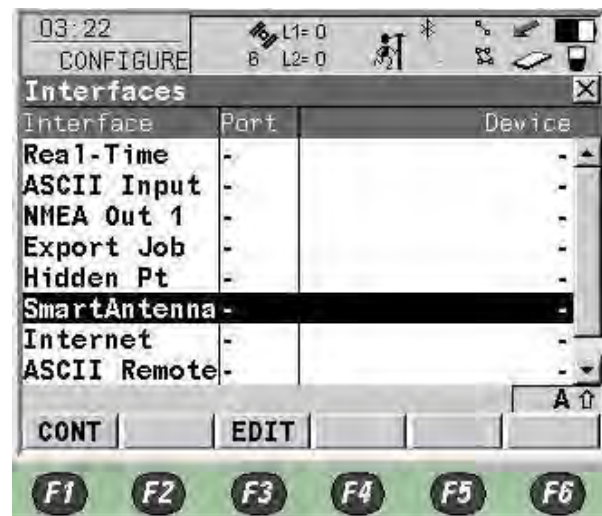 03:22
CONFIGURE
L1= 0
8 L2= 0
Interfaces
Interface Port Device
Real-Time - -
ASCII Input - -
NMEA Out 1 - -
Export Job - -
Hidden Pt - -
SmartAntenna - -
Internet - -
ASCII Remote - -
A
CONT EDIT
F1 F2 F3 F4 F5 F6